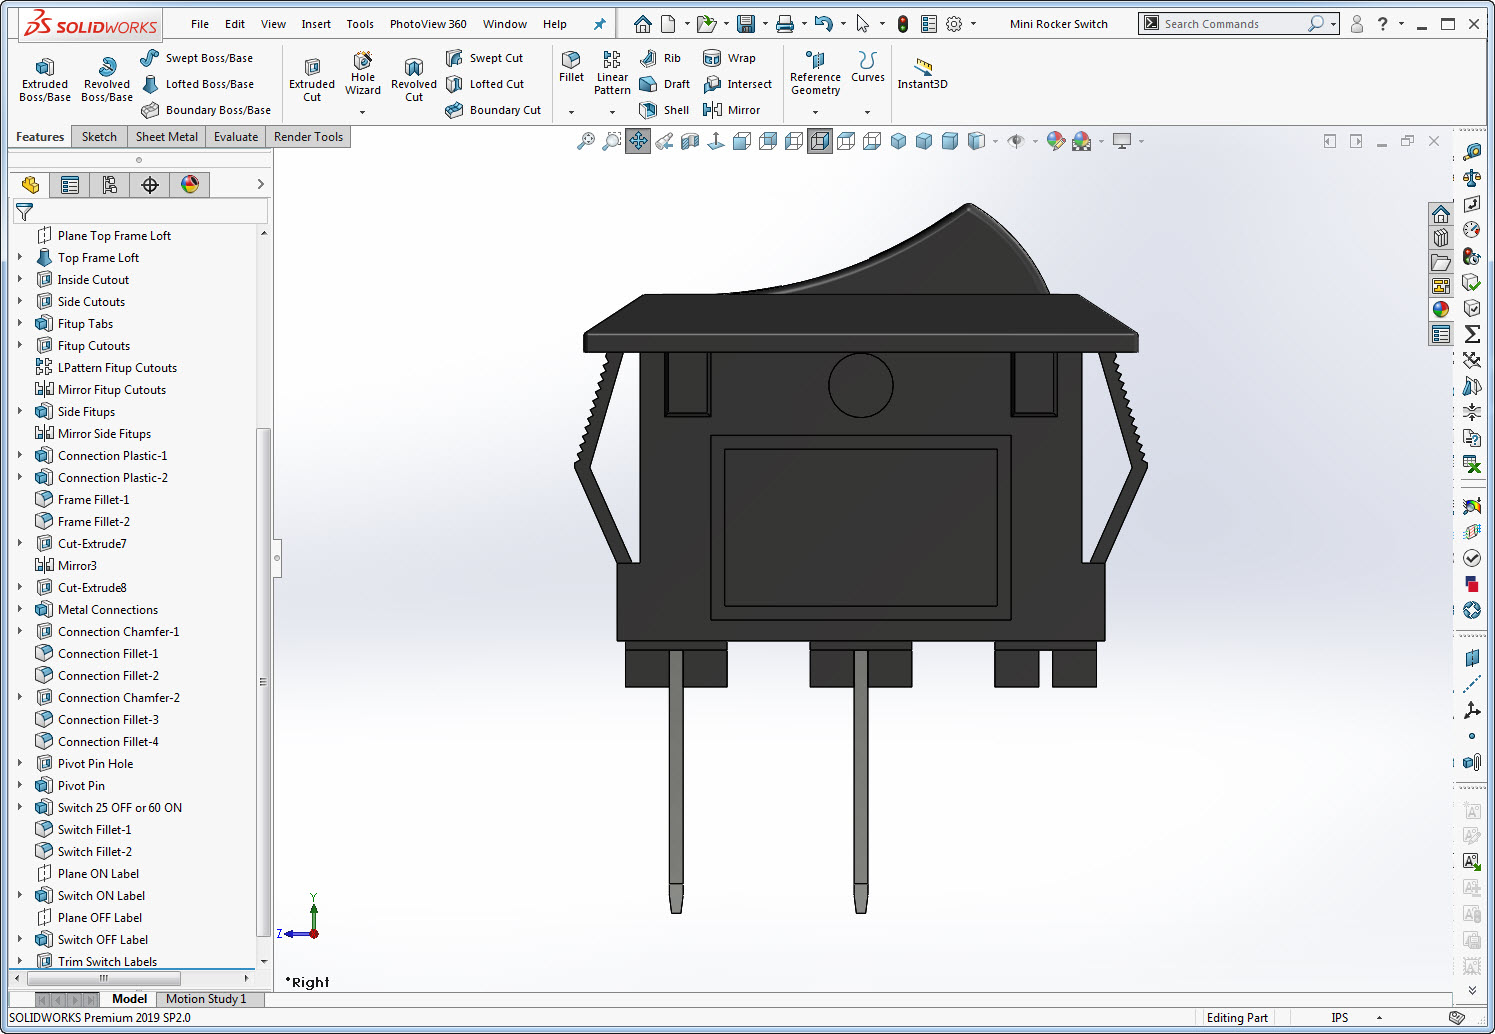 SOLIDWORKS File Edit View Insert Tools PhotoView 360 Window Help Mini Rocker Switch Search Commands
Extruded Boss/Base
Revolved Boss/Base
Swept Boss/Base
Lofted Boss/Base
Boundary Boss/Base
Extruded Cut
Hole Wizard
Revolved Cut
Swept Cut
Lofted Cut
Boundary Cut
Fillet
Linear Pattern
Rib
Draft
Shell
Wrap
Intersect
Mirror
Reference Geometry
Curves
Instant3D
Features Sketch Sheet Metal Evaluate Render Tools
Plane Top Frame Loft
Top Frame Loft
Inside Cutout
Side Cutouts
Fitup Tabs
Fitup Cutouts
LPattern Fitup Cutouts
Mirror Fitup Cutouts
Side Fitups
Mirror Side Fitups
Connection Plastic-1
Connection Plastic-2
Frame Fillet-1
Frame Fillet-2
Cut-Extrude7
Mirror3
Cut-Extrude8
Metal Connections
Connection Chamfer-1
Connection Fillet-1
Connection Fillet-2
Connection Chamfer-2
Connection Fillet-3
Connection Fillet-4
Pivot Pin Hole
Pivot Pin
Switch 25 OFF or 60 ON
Switch Fillet-1
Switch Fillet-2
Plane ON Label
Switch ON Label
Plane OFF Label
Switch OFF Label
Trim Switch Labels
Y
Z
*Right
Model Motion Study 1
SOLIDWORKS Premium 2019 SP2.0 Editing Part IPS